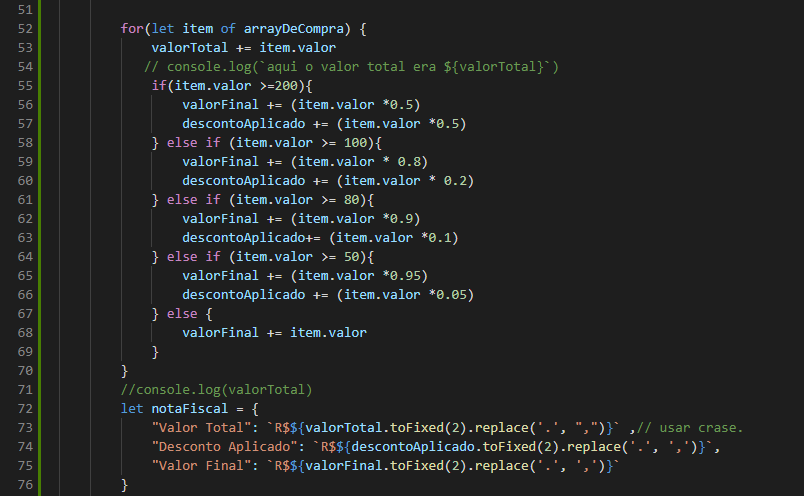 51
52 for(let item of arrayDeCompra) {
53 valorTotal += item.valor
54 // console.log(`aqui o valor total era ${valorTotal}`)
55 if(item.valor >=200){
56 valorFinal += (item.valor *0.5)
57 descontoAplicado += (item.valor *0.5)
58 } else if (item.valor >= 100){
59 valorFinal += (item.valor * 0.8)
60 descontoAplicado += (item.valor * 0.2)
61 } else if (item.valor >= 80){
62 valorFinal += (item.valor *0.9)
63 descontoAplicado+= (item.valor *0.1)
64 } else if (item.valor >= 50){
65 valorFinal += (item.valor *0.95)
66 descontoAplicado += (item.valor *0.05)
67 } else {
68 valorFinal += item.valor
69 }
70 }
71 //console.log(valorTotal)
72 let notaFiscal = {
73 "Valor Total": `R$${valorTotal.toFixed(2).replace('.', ",")}` ,// usar crase.
74 "Desconto Aplicado": `R$${descontoAplicado.toFixed(2).replace('.', ',')}`,
75 "Valor Final": `R$${valorFinal.toFixed(2).replace('.', ',')}`
76 }